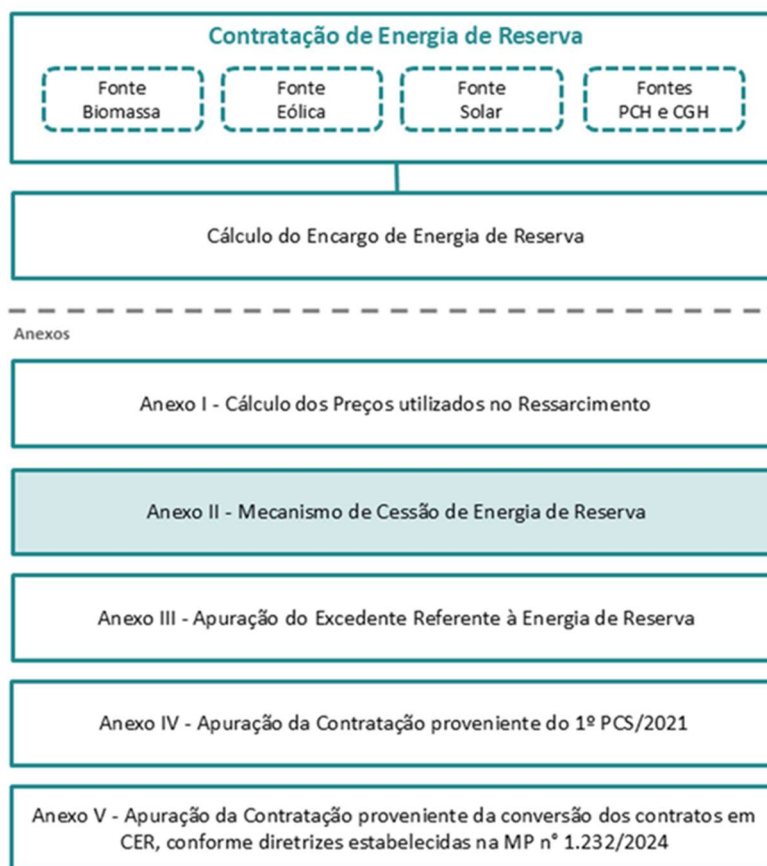 Contratação de Energia de Reserva
Fonte
Biomassa
Fonte
Eólica
Fonte
Solar
Fontes
PCH e CGH
Cálculo do Encargo de Energia de Reserva
Anexos
Anexo I - Cálculo dos Preços utilizados no Ressarcimento
Anexo II - Mecanismo de Cessão de Energia de Reserva
Anexo III - Apuração do Excedente Referente à Energia de Reserva
Anexo IV - Apuração da Contratação proveniente do 1º PCS/2021
Anexo V - Apuração da Contratação proveniente da conversão dos contratos em
CER, conforme diretrizes estabelecidas na MP n° 1.232/2024